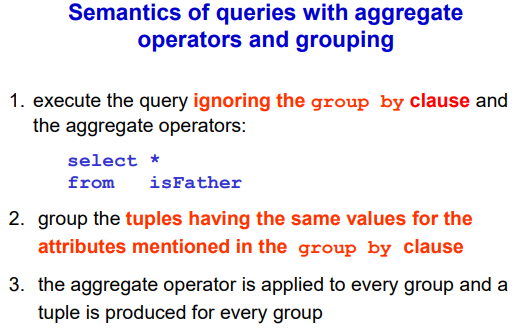 Semantics of queries with aggregate
operators and grouping
1. execute the query ignoring the group by clause and
the aggregate operators:
select *
from isFather
2. group the tuples having the same values for the
attributes mentioned in the group by clause
3. the aggregate operator is applied to every group and a
tuple is produced for every group